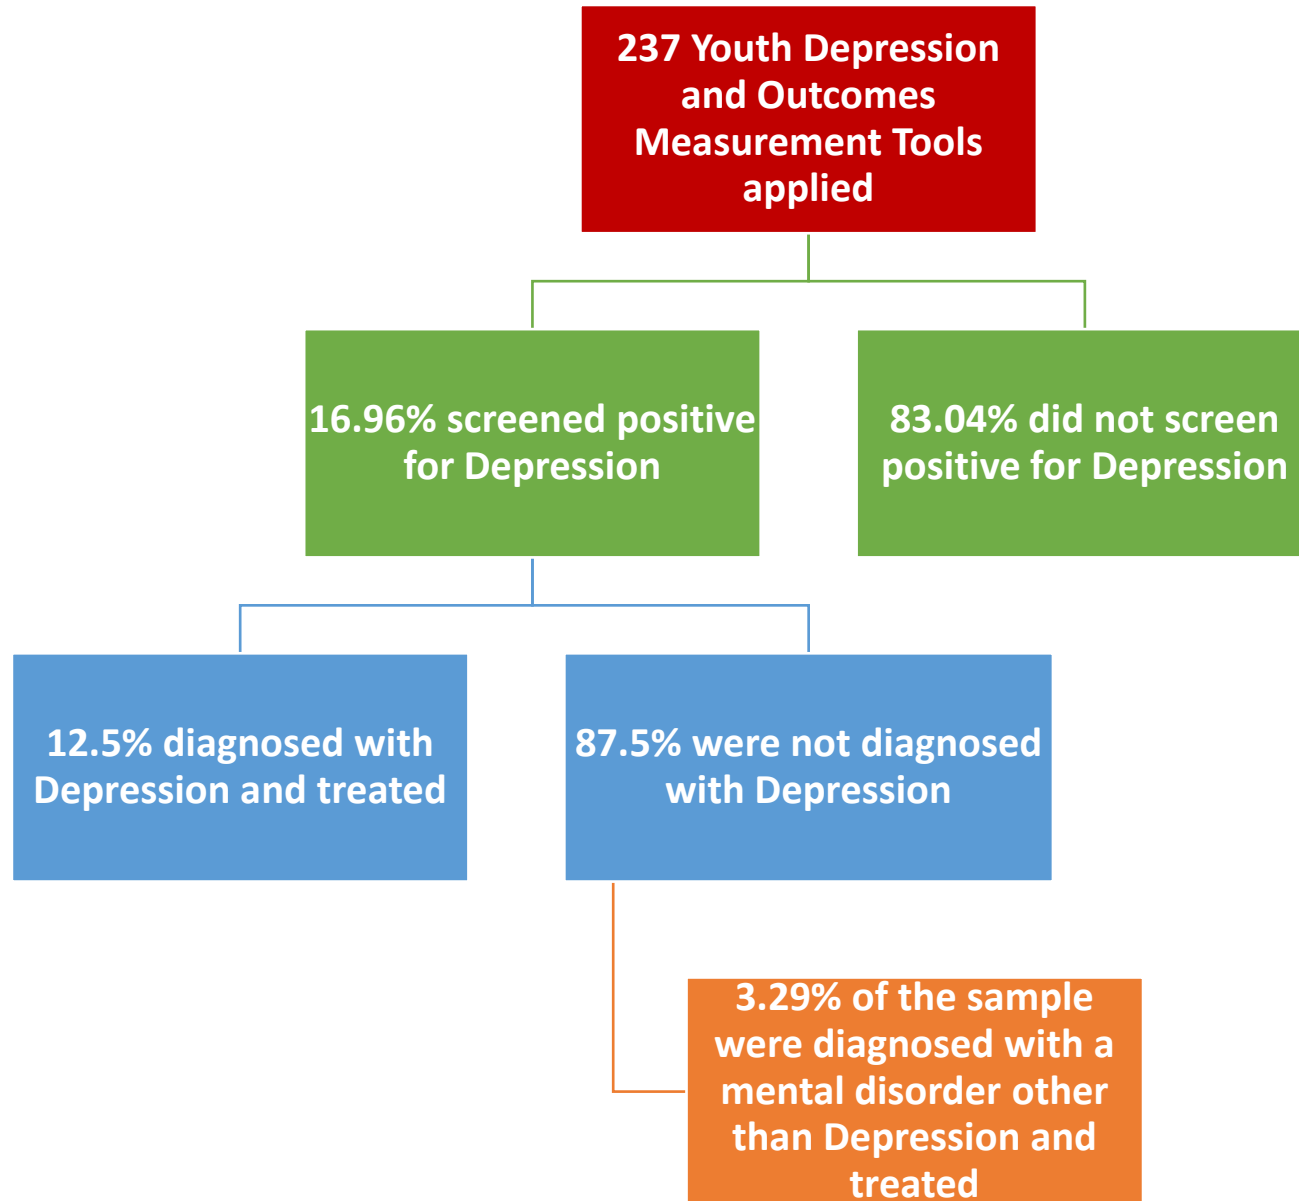 237 Youth Depression
and Outcomes
Measurement Tools
applied
16.96% screened positive
for Depression
83.04% did not screen
positive for Depression
12.5% diagnosed with
Depression and treated
87.5% were not diagnosed
with Depression
3.29% of the sample
were diagnosed with a
mental disorder other
than Depression and
treated